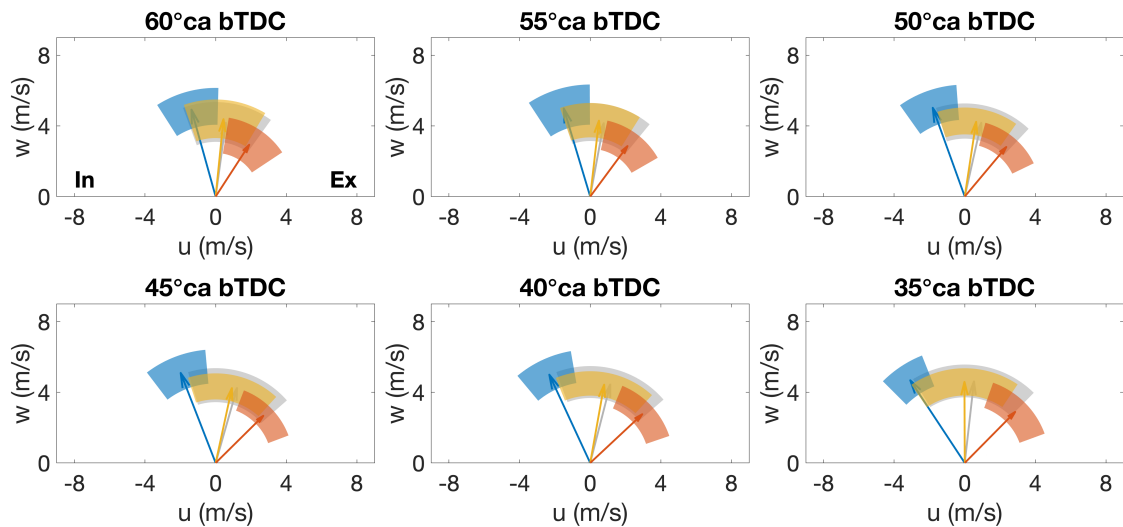 60°ca bTDC 55°ca bTDC 50°ca bTDC
8 8 8
w (m/s) w (m/s) w (m/s)
4 4 4
In Ex
0 0 0
-8 -4 0 4 8 -8 -4 0 4 8 -8 -4 0 4 8
u (m/s) u (m/s) u (m/s)
45°ca bTDC 40°ca bTDC 35°ca bTDC
8 8 8
w (m/s) w (m/s) w (m/s)
4 4 4
0 0 0
-8 -4 0 4 8 -8 -4 0 4 8 -8 -4 0 4 8
u (m/s) u (m/s) u (m/s)